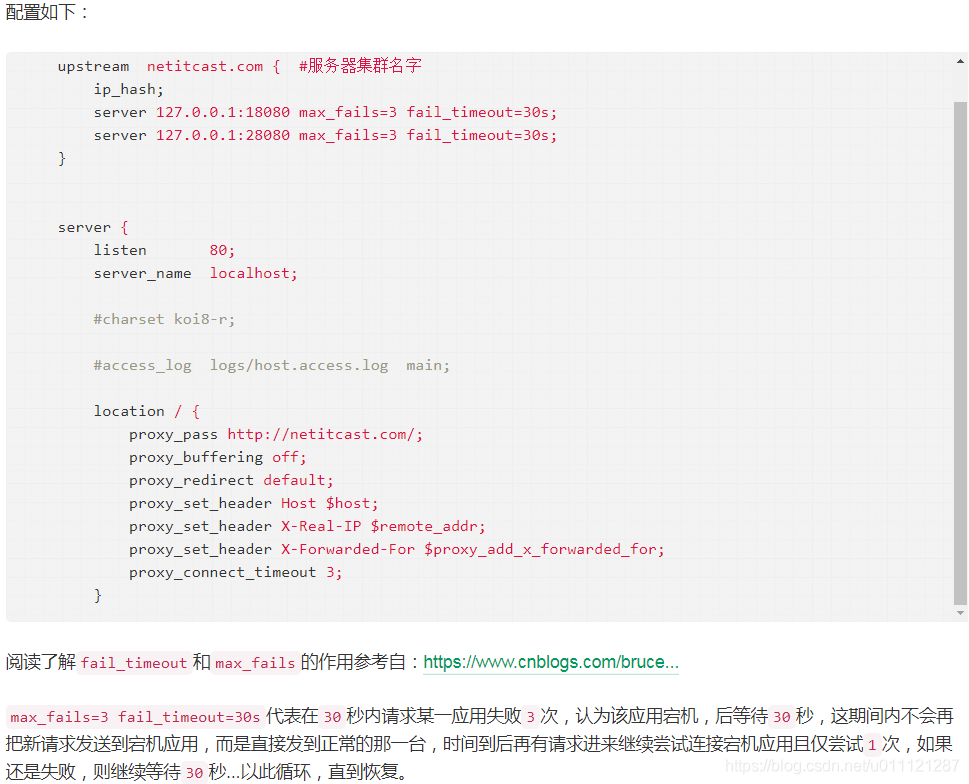 配置如下：
upstream  netitcast.com {  #服务器集群名字
ip_hash;
server 127.0.0.1:18080 max_fails=3 fail_timeout=30s;
server 127.0.0.1:28080 max_fails=3 fail_timeout=30s;
}
server {
listen       80;
server_name  localhost;
#charset koi8-r;
#access_log  logs/host.access.log  main;
location / {
proxy_pass http://netitcast.com/;
proxy_buffering off;
proxy_redirect default;
proxy_set_header Host $host;
proxy_set_header X-Real-IP $remote_addr;
proxy_set_header X-Forwarded-For $proxy_add_x_forwarded_for;
proxy_connect_timeout 3;
}
阅读了解 fail_timeout 和 max_fails 的作用参考自：https://www.cnblogs.com/bruce...
max_fails=3 fail_timeout=30s 代表在 30 秒内请求某一应用失败 3 次，认为该应用宕机，后等待 30 秒，这期间内不会再
把新请求发送到宕机应用，而是直接发到正常的那一台，时间到后再有请求进来继续尝试连接宕机应用且仅尝试 1 次，如果
还是失败，则继续等待 30 秒...以此循环，直到恢复。
https://blog.csdn.net/u011121287